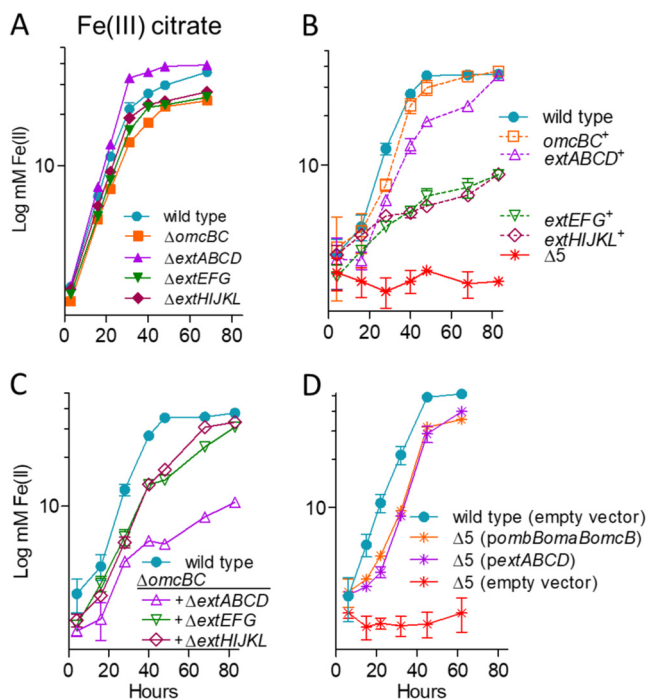 A Fe(III) citrate
Log mM Fe(II)
10
wild type
ΔomcBC
ΔextABCD
ΔextEFG
ΔextHIJKL
0 20 40 60 80
B
10
wild type
omcBC+
extABCD+
extEFG+
extHIJKL+
Δ5
0 20 40 60 80
C
Log mM Fe(II)
10
wild type
ΔomcBC
+ΔextABCD
+ΔextEFG
+ΔextHIJKL
0 20 40 60 80
Hours
D
10
wild type (empty vector)
Δ5 (pombBomaBomcB)
Δ5 (pextABCD)
Δ5 (empty vector)
0 20 40 60 80
Hours